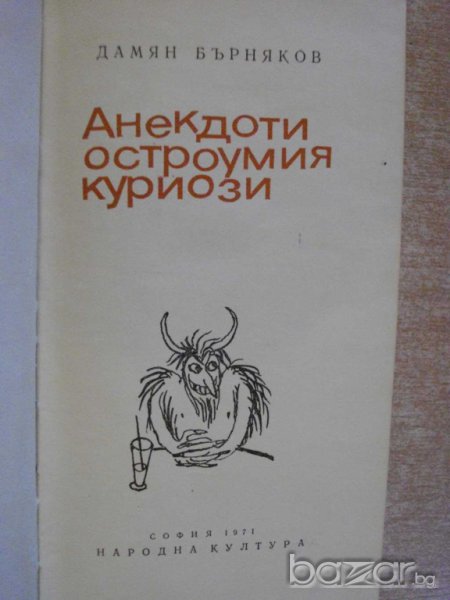 ДАМЯН БЪРНЯКОВ
Анекдоти
остроумия
куриози
СОФИЯ 1971
НАРОДНА КУЛТУРА
bazar.bg